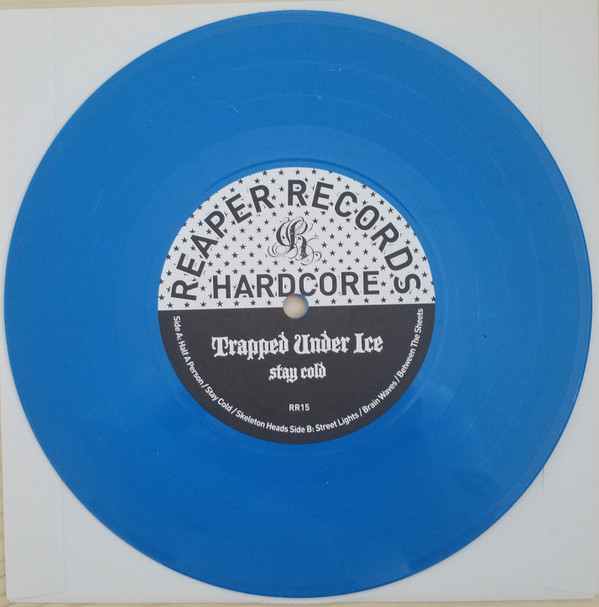 REAPER RECORDS
R
HARDCORE
Trapped Under Ice
stay cold
RR15
Side A: Half A Person / Stay Cold / Skeleton Heads Side B: Street Lights / Brain Waves / Between The Sheets